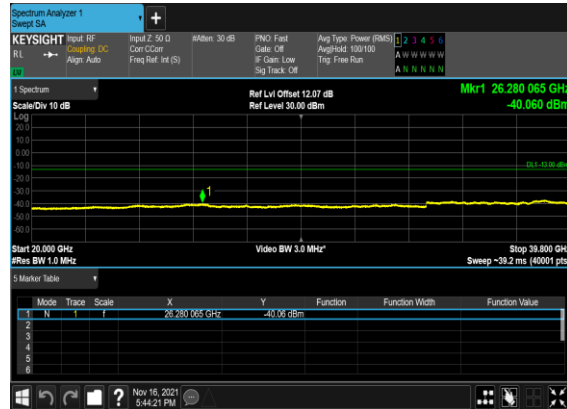 Spectrum Analyzer 1
Swept SA
+
KEYSIGHT Input: RF Input Z: 50 Ω #Atten: 30 dB PNO: Fast Avg Type: Power (RMS) 1 2 3 4 5 6
RL Coupling: DC Corr CCorr Gate: Off Avg|Hold: 100/100 A W W W W W
Align: Auto Freq Ref: Int (S) IF Gain: Low Trig: Free Run A N N N N N
Sig Track: Off
1 Spectrum
Ref Lvl Offset 12.07 dB Mkr1 26.280 065 GHz
Scale/Div 10 dB Ref Level 30.00 dBm -40.060 dBm
Log
20.0
10.0
0.00
-10.0
DL1 -13.00 dBm
-20.0
-30.0
1
-40.0
-50.0
-60.0
Start 20.000 GHz Video BW 3.0 MHz* Stop 39.800 GHz
#Res BW 1.0 MHz Sweep ~39.2 ms (40001 pts)
5 Marker Table
Mode Trace Scale X Y Function Function Width Function Value
1 N 1 f 26.280 065 GHz -40.06 dBm
2
3
4
5
6
? Nov 16, 2021
5:44:21 PM